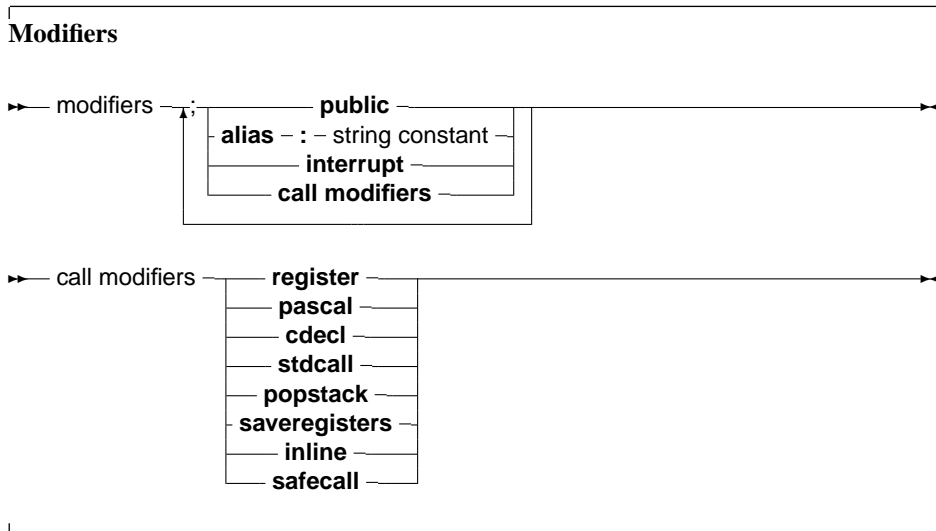 Modifiers
modifiers ; public
alias : string constant
interrupt
call modifiers
call modifiers register
pascal
cdecl
stdcall
popstack
saveregisters
inline
safecall